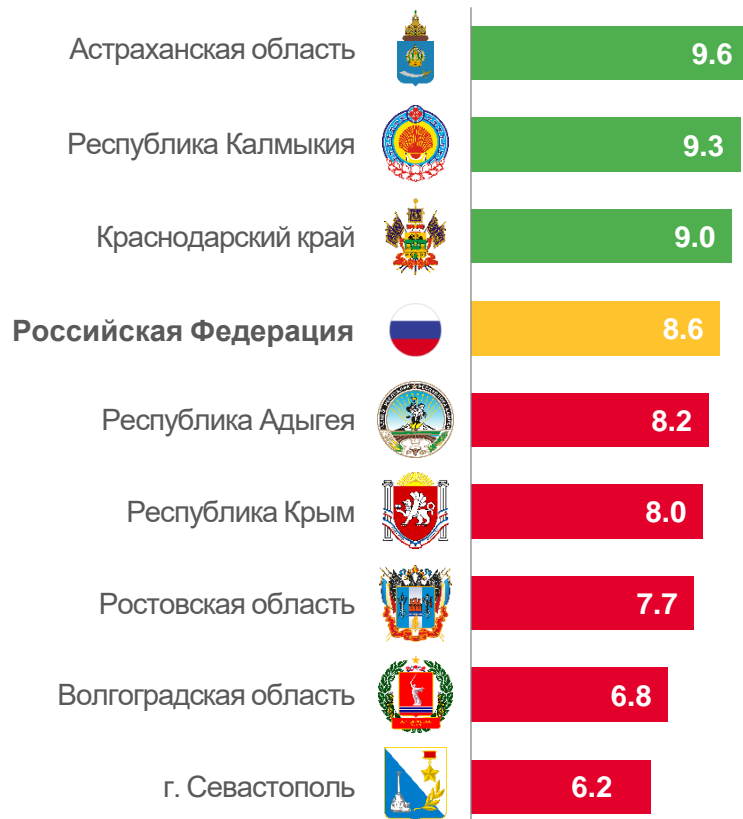 Астраханская область 9.6
Республика Калмыкия 9.3
Краснодарский край 9.0
Российская Федерация 8.6
Республика Адыгея 8.2
Республика Крым 8.0
Ростовская область 7.7
Волгоградская область 6.8
г. Севастополь 6.2